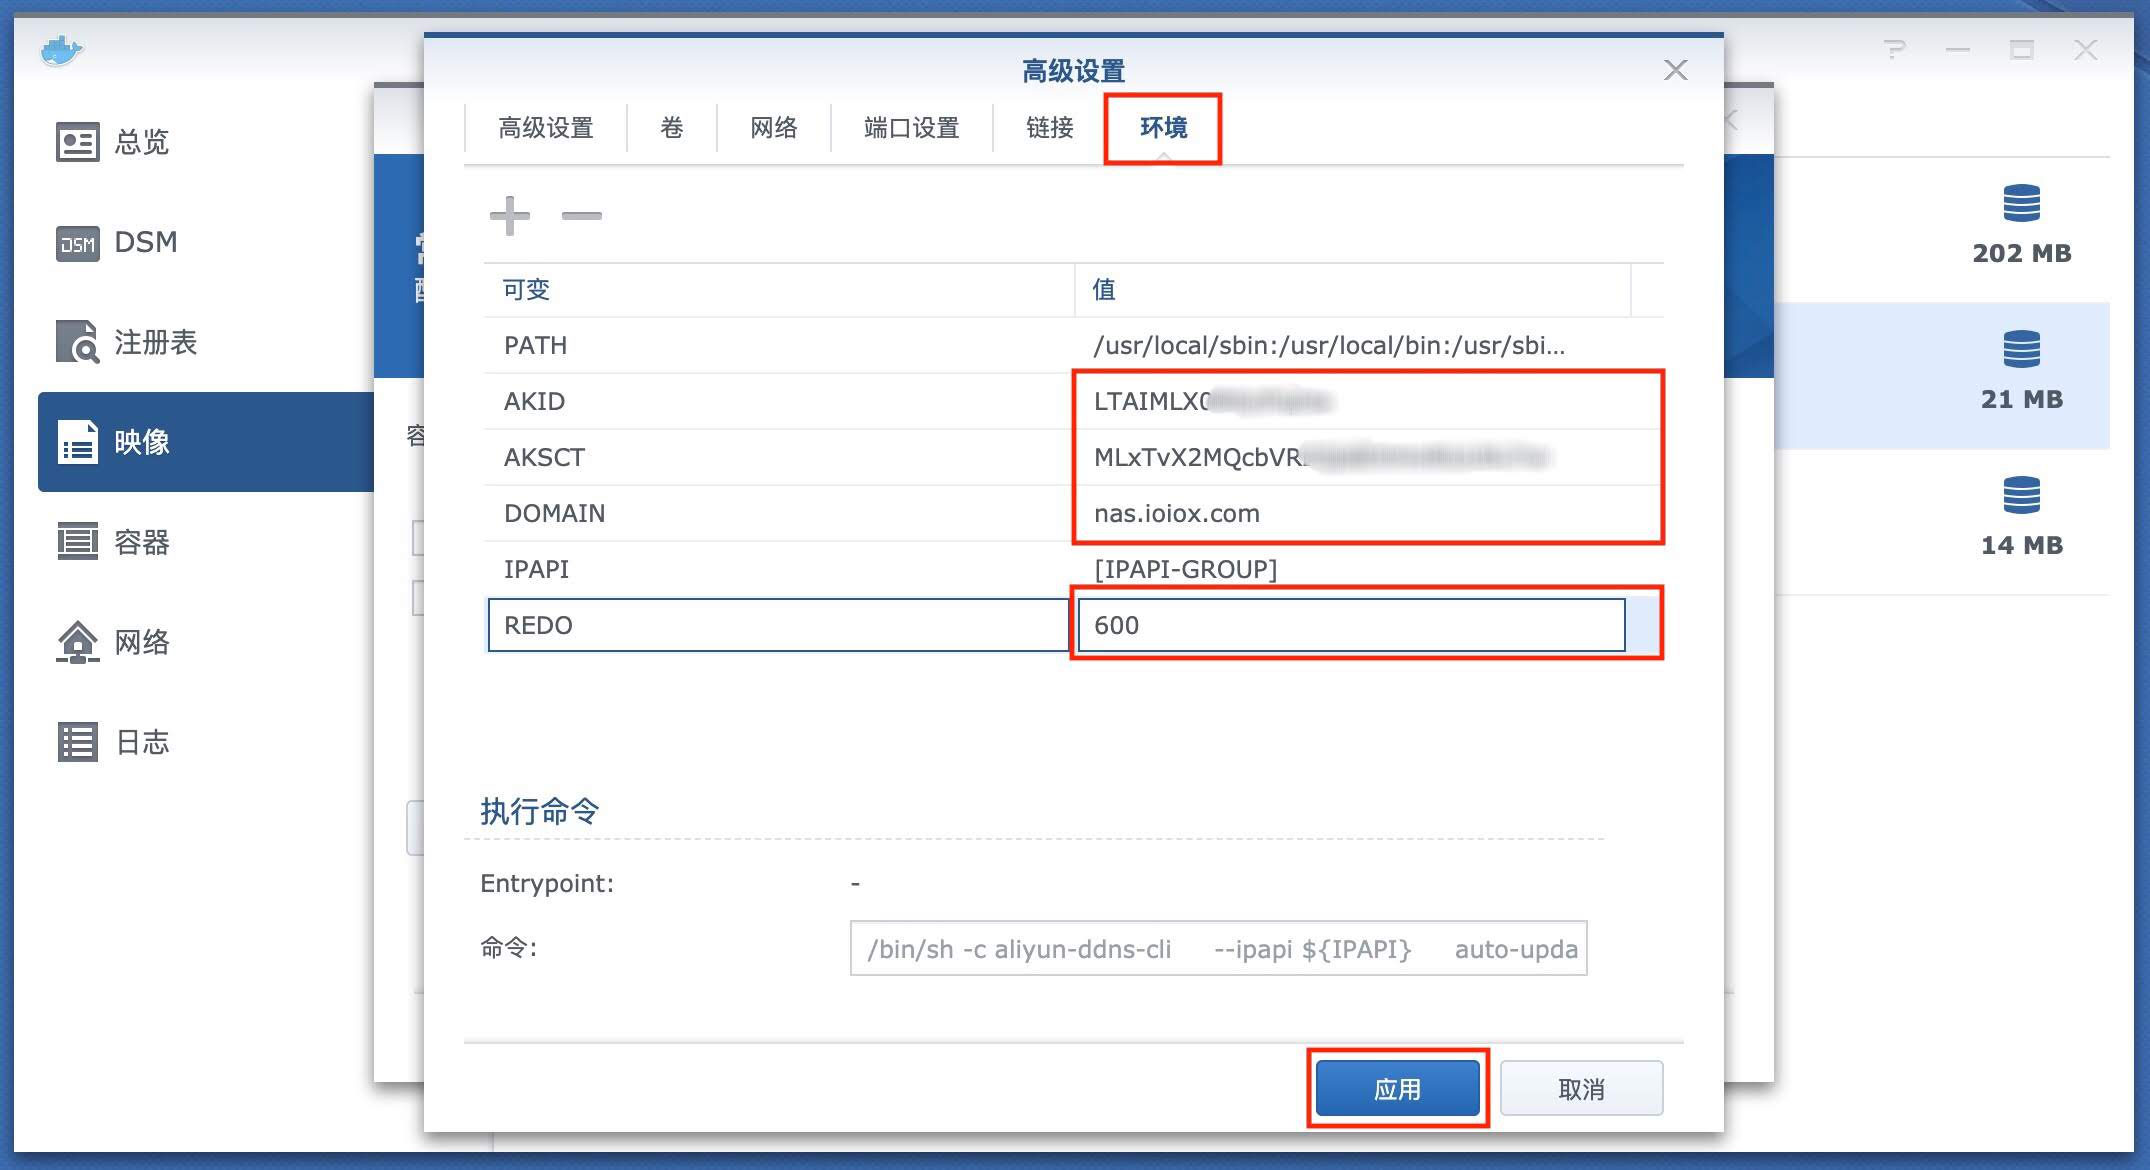 高级设置
高级设置 卷 网络 端口设置 链接 环境
总览
DSM
DSM
注册表
映像
容器
网络
日志
可变 值
PATH /usr/local/sbin:/usr/local/bin:/usr/sbi...
AKID LTAIMLX
AKSCT MLxTvX2MQcbVR
DOMAIN nas.ioiox.com
IPAPI [IPAPI-GROUP]
REDO 600
执行命令
Entrypoint: -
命令: /bin/sh -c aliyun-ddns-cli --ipapi ${IPAPI} auto-upda
应用 取消
202 MB
21 MB
14 MB